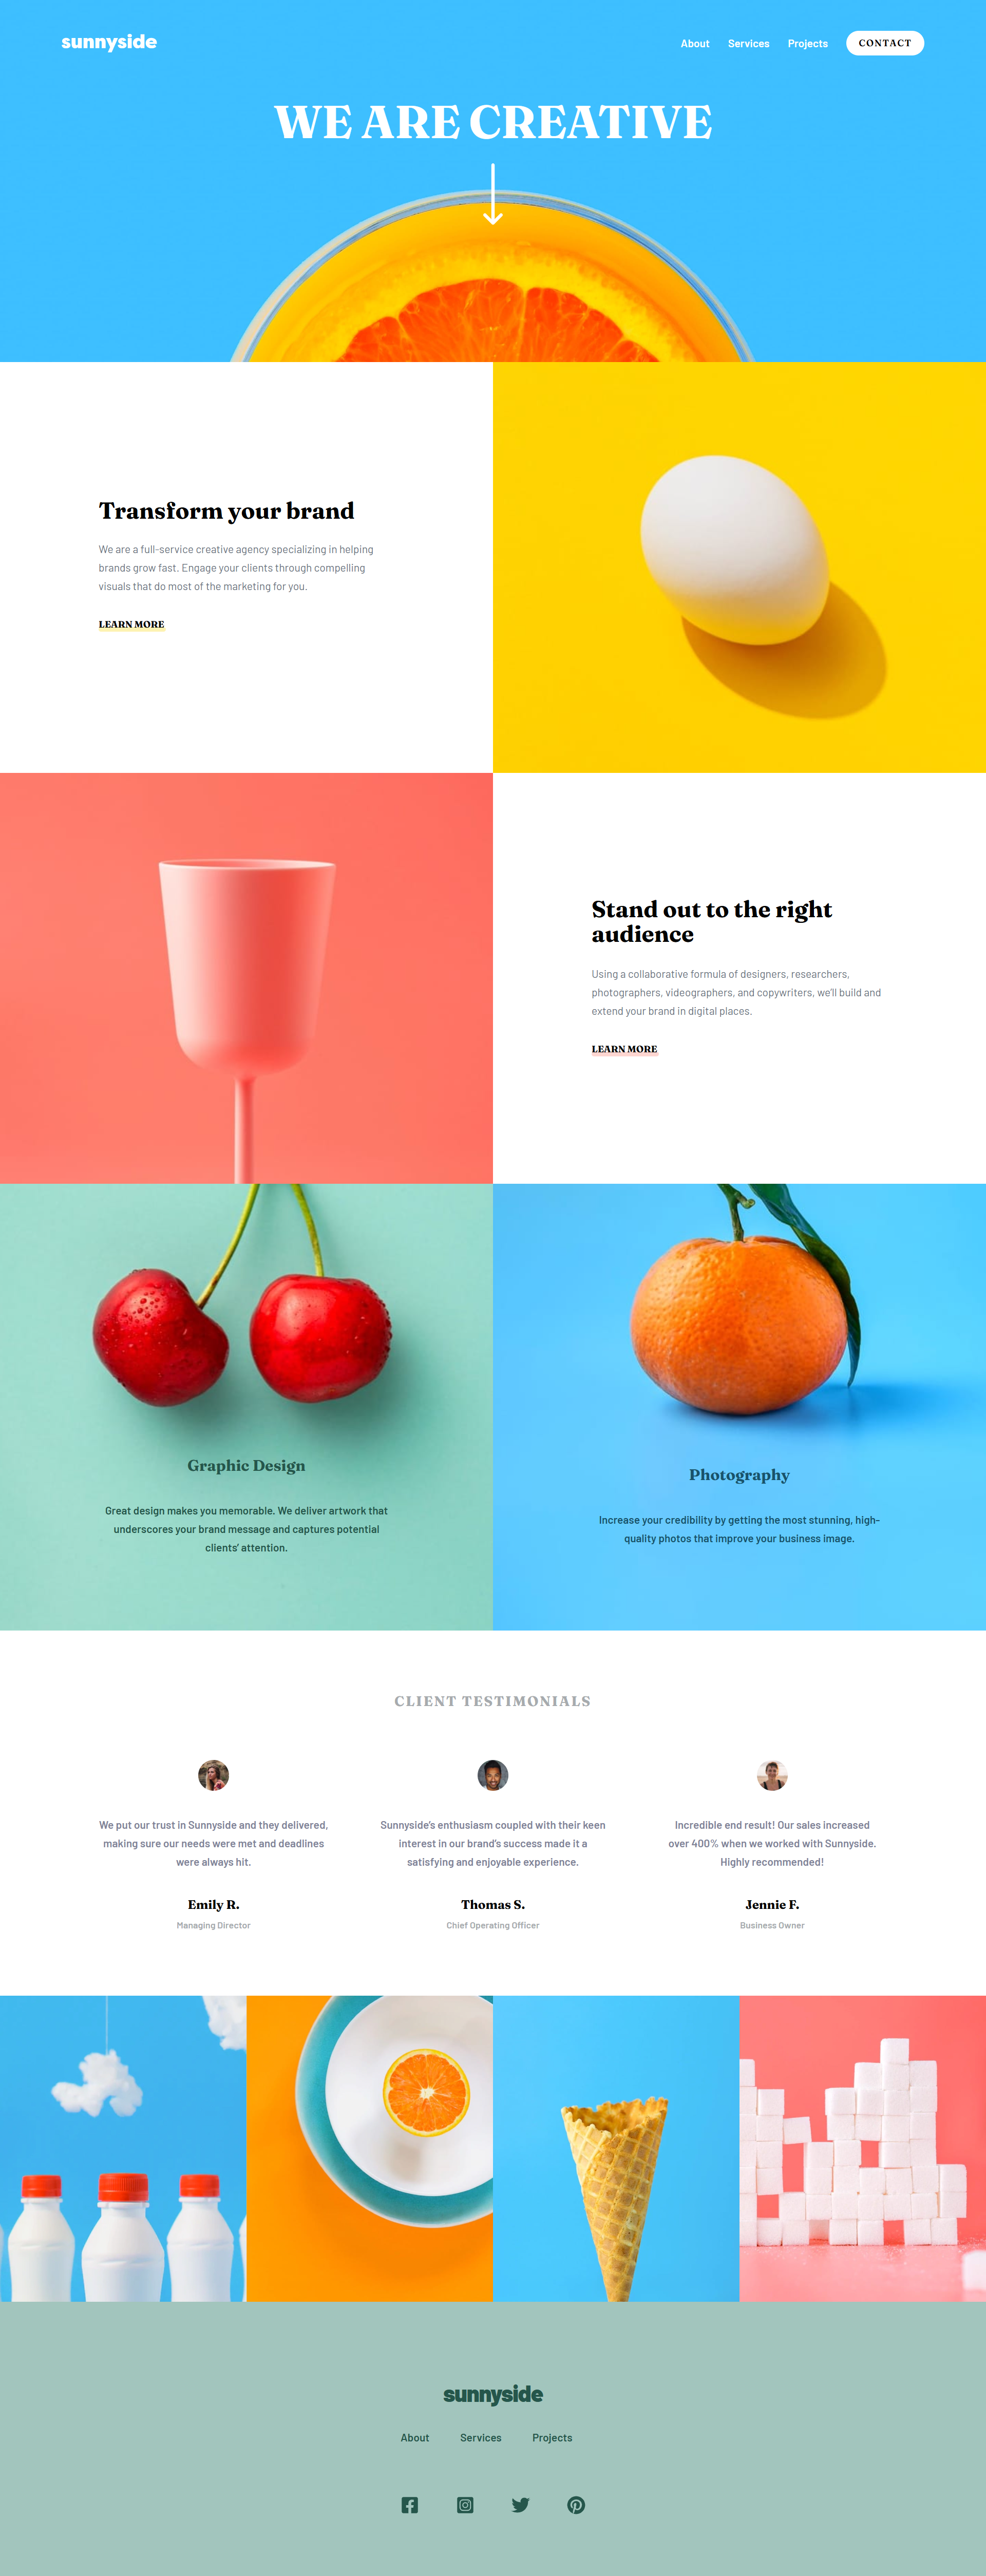 sunnyside
About Services Projects CONTACT
WE ARE CREATIVE
Transform your brand
We are a full-service creative agency specializing in helping
brands grow fast. Engage your clients through compelling
visuals that do most of the marketing for you.
LEARN MORE
Stand out to the right
audience
Using a collaborative formula of designers, researchers,
photographers, videographers, and copywriters, we'll build and
extend your brand in digital places.
LEARN MORE
Graphic Design
Great design makes you memorable. We deliver artwork that
underscores your brand message and captures potential
clients' attention.
Photography
Increase your credibility by getting the most stunning, high-
quality photos that improve your business image.
CLIENT TESTIMONIALS
We put our trust in Sunnyside and they delivered,
making sure our needs were met and deadlines
were always hit.
Emily R.
Managing Director
Sunnyside's enthusiasm coupled with their keen
interest in our brand's success made it a
satisfying and enjoyable experience.
Thomas S.
Chief Operating Officer
Incredible end result! Our sales increased
over 400% when we worked with Sunnyside.
Highly recommended!
Jennie F.
Business Owner
sunnyside
About Services Projects